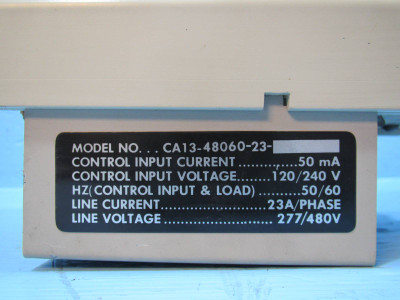 MODEL NO. . . CA13-48060-23-
CONTROL INPUT CURRENT ............50 mA
CONTROL INPUT VOLTAGE.......120/240 V
HZ(CONTROL INPUT & LOAD)..........50/60
LINE CURRENT.......................23A/PHASE
LINE VOLTAGE .......................... 277/480V